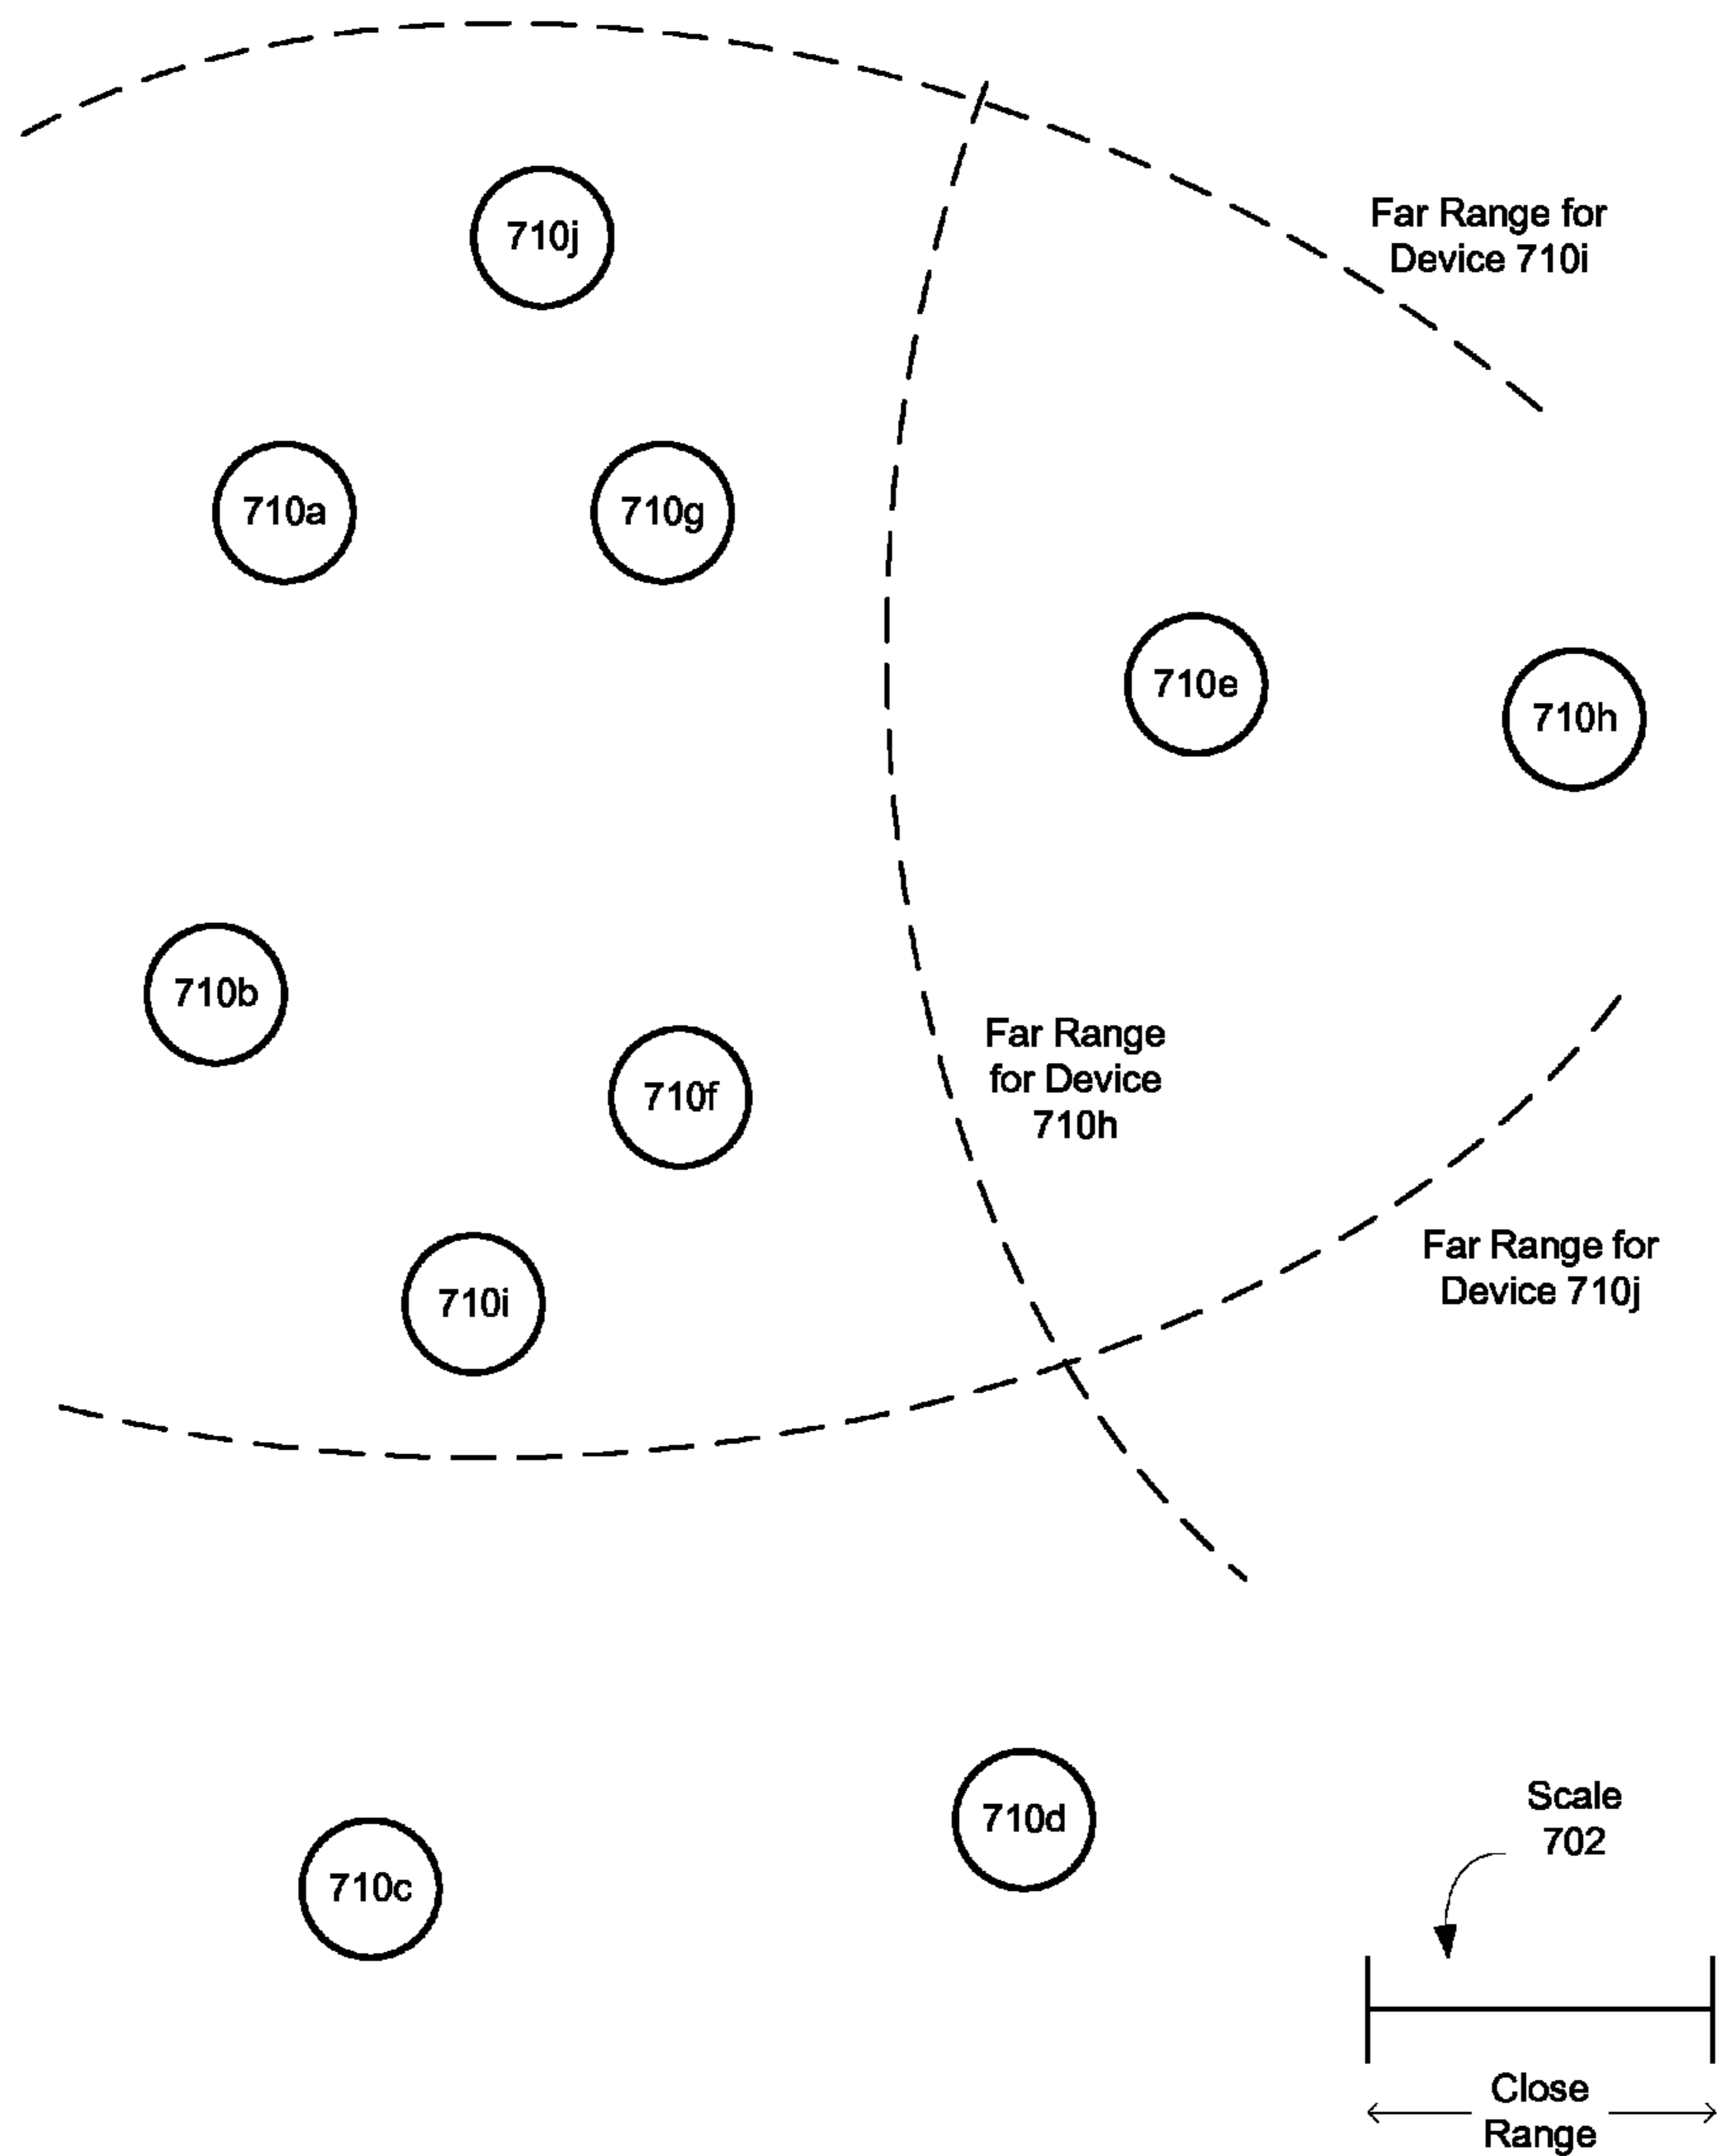 710j
Far Range for
Device 710i
710a
710g
710e
710h
710b
Far Range
for Device
710h
710f
Far Range for
Device 710j
710i
Scale
702
710d
710c
Close
Range